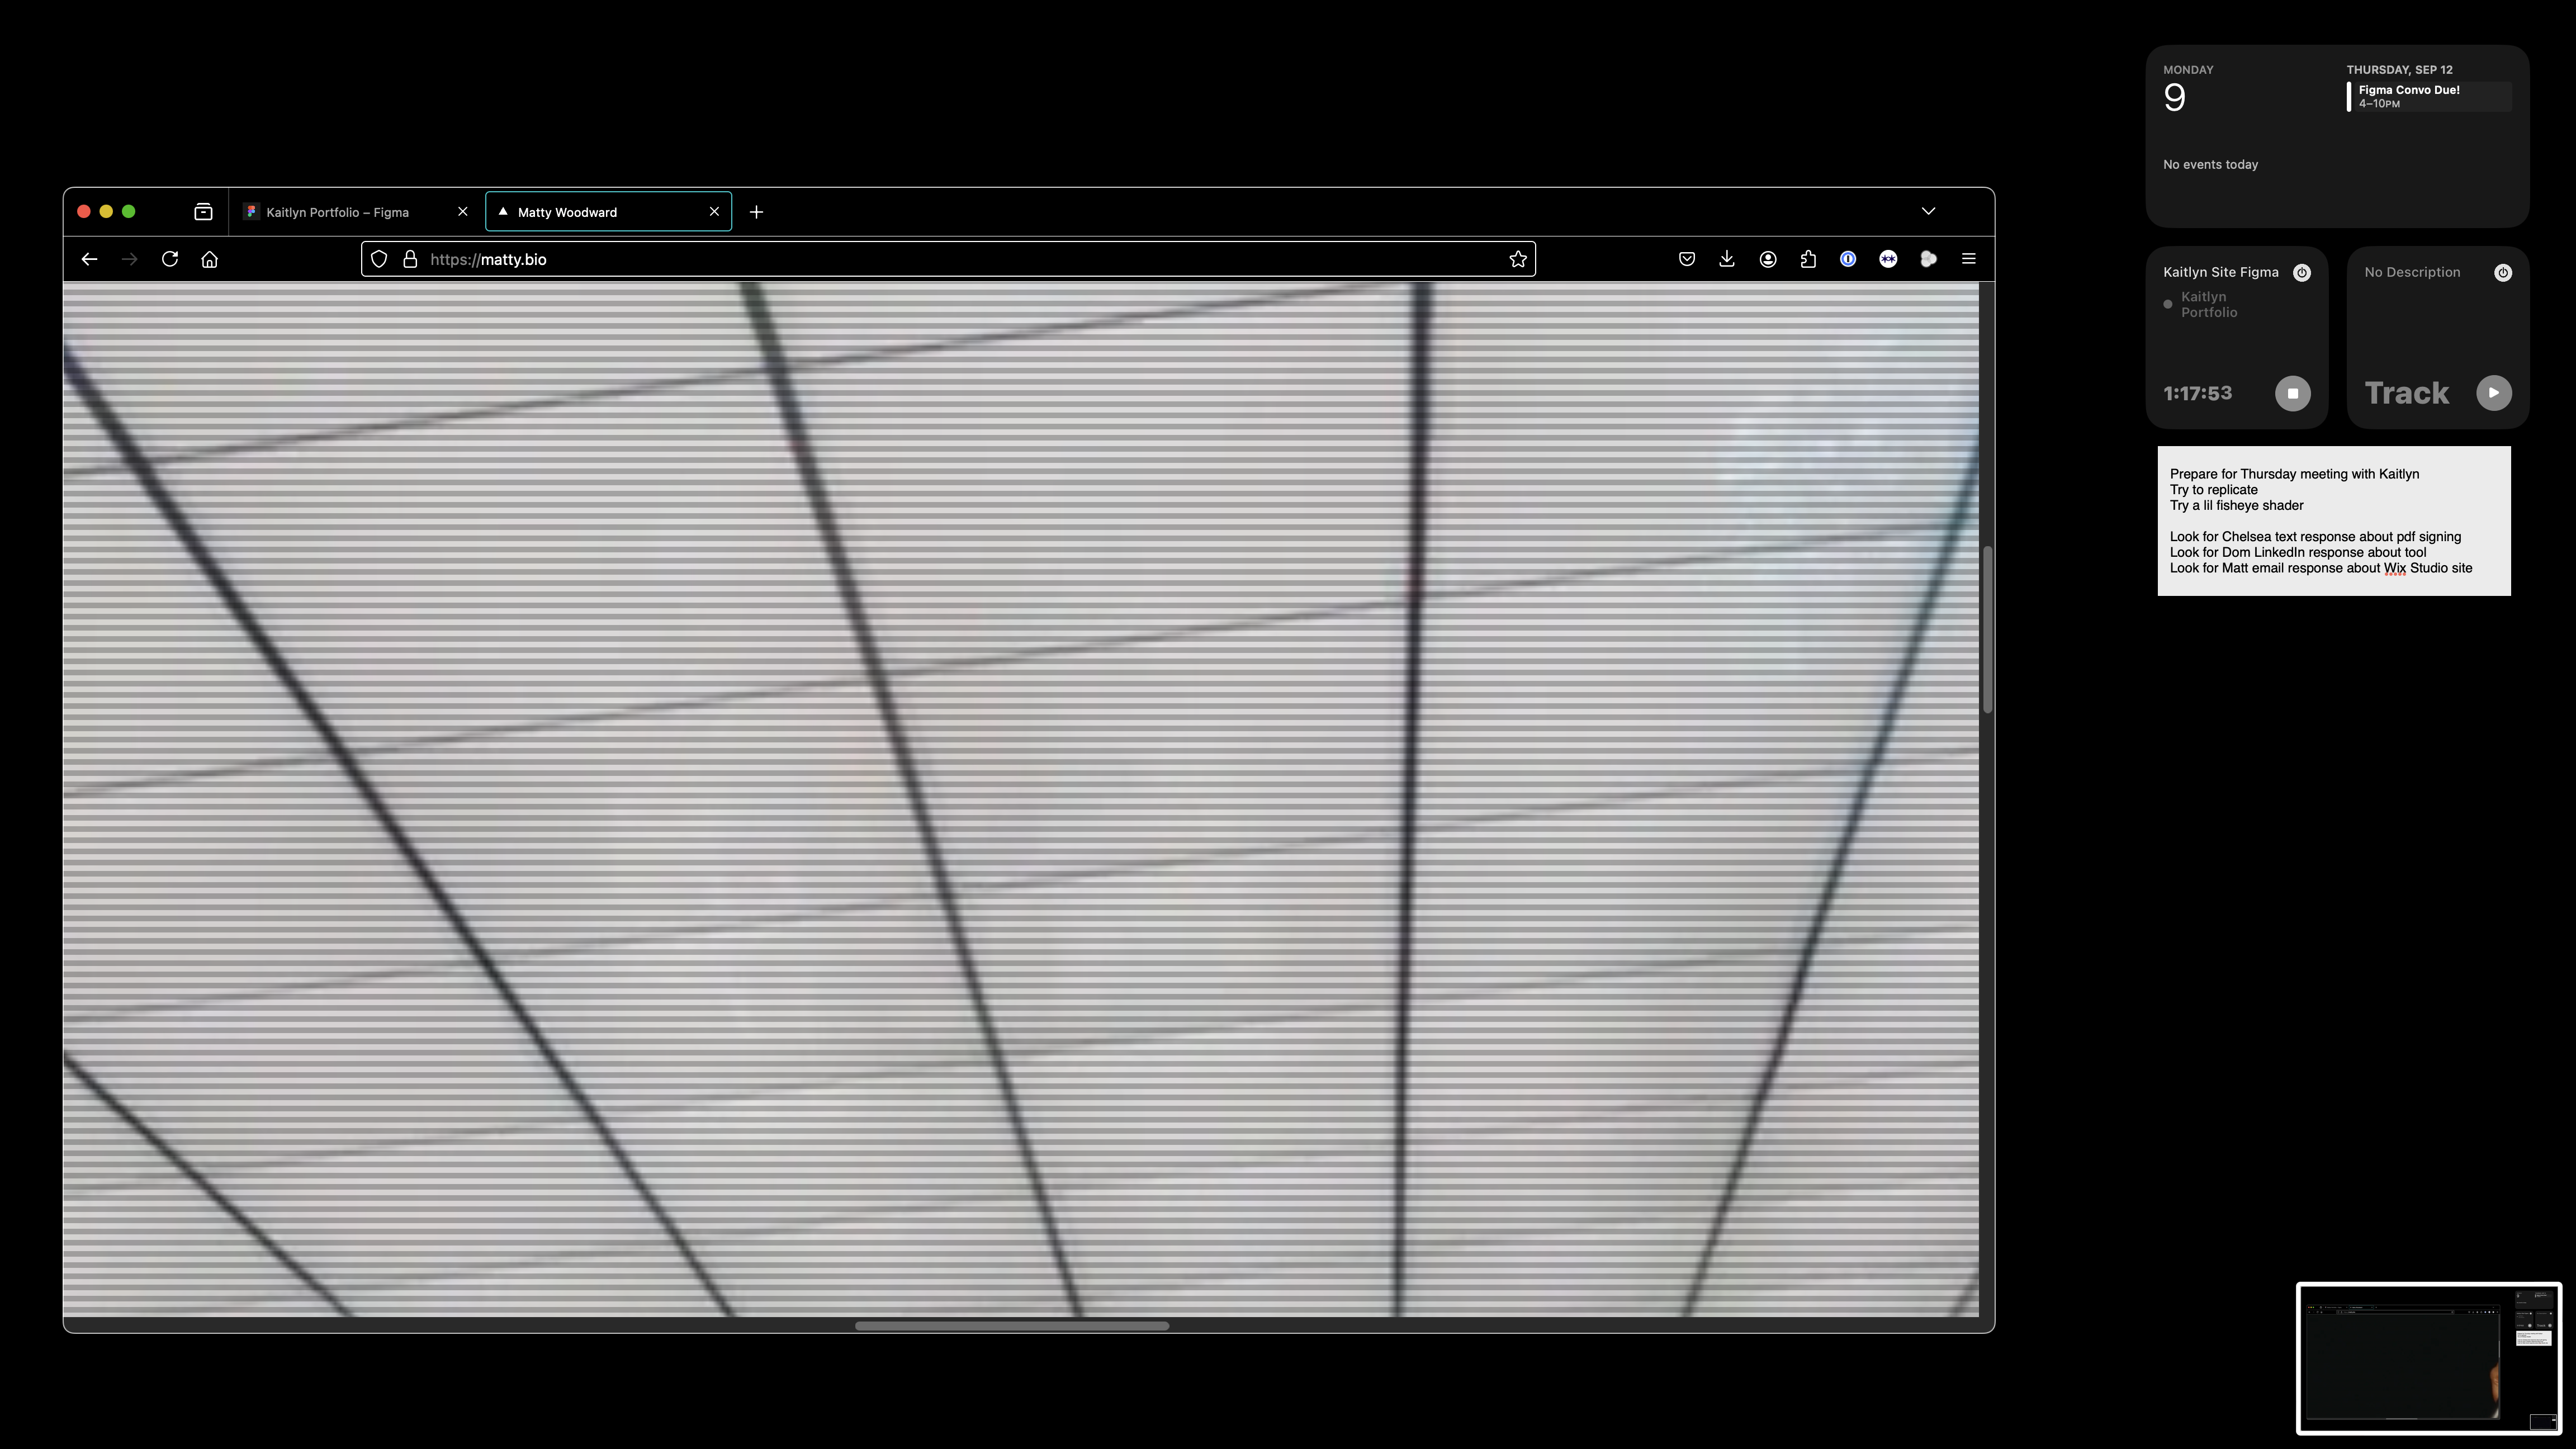 Kaitlyn Portfolio – Figma
Matty Woodward
https://matty.bio
MONDAY
9
No events today
THURSDAY, SEP 12
Figma Convo Due!
4–10PM
Kaitlyn Site Figma
Kaitlyn
Portfolio
1:17:53
No Description
Track
Prepare for Thursday meeting with Kaitlyn
Try to replicate
Try a lil fisheye shader
Look for Chelsea text response about pdf signing
Look for Dom LinkedIn response about tool
Look for Matt email response about Wix Studio site